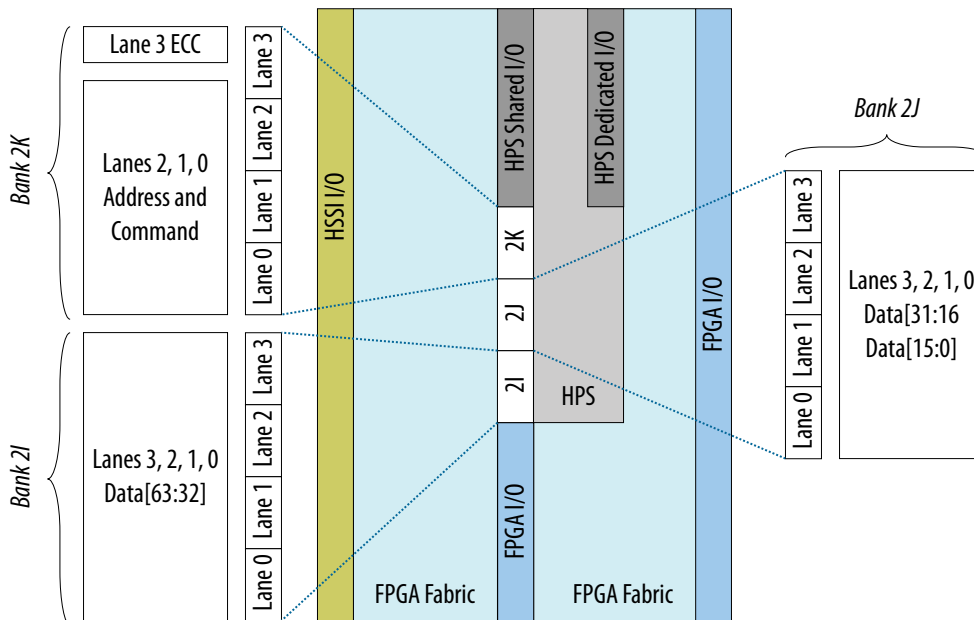 Bank 2K
Lane 3 ECC
Lanes 2, 1, 0
Address and
Command
Lane 3
Lane 2
Lane 1
Lane 0
Bank 2I
Lanes 3, 2, 1, 0
Data[63:32]
Lane 3
Lane 2
Lane 1
Lane 0
HSSI I/O
FPGA Fabric
HPS Shared I/O
2K
2J
2I
FPGA I/O
HPS Dedicated I/O
HPS
FPGA Fabric
FPGA I/O
Bank 2J
Lane 3
Lane 2
Lane 1
Lane 0
Lanes 3, 2, 1, 0
Data[31:16
Data[15:0]